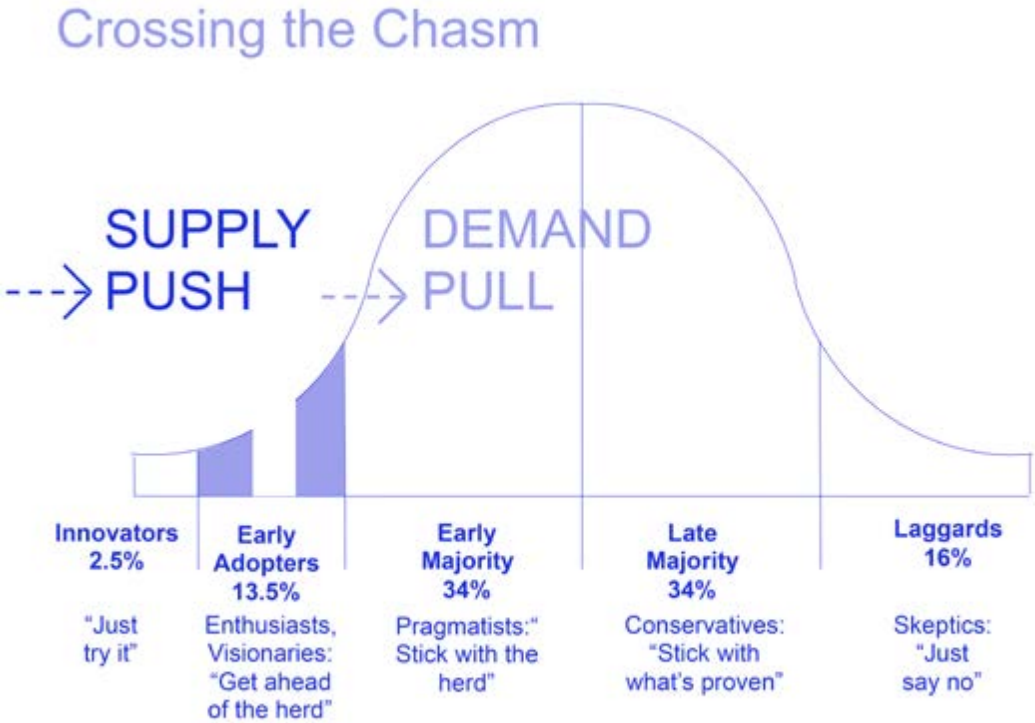 Crossing the Chasm
SUPPLY
PUSH
DEMAND
PULL
Innovators
2.5%
Early
Adopters
13.5%
Early
Majority
34%
Late
Majority
34%
Laggards
16%
“Just
try it”
Enthusiasts,
Visionaries:
“Get ahead
of the herd”
Pragmatists:“
Stick with the
herd”
Conservatives:
“Stick with
what's proven”
Skeptics:
“Just
say no”